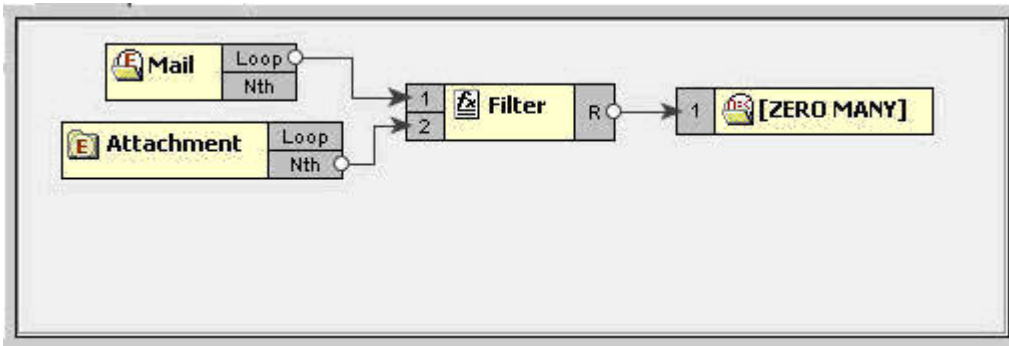 Mail Loop
Nth
Attachment Loop
Nth
1 Filter R
2
1 [ZERO MANY]